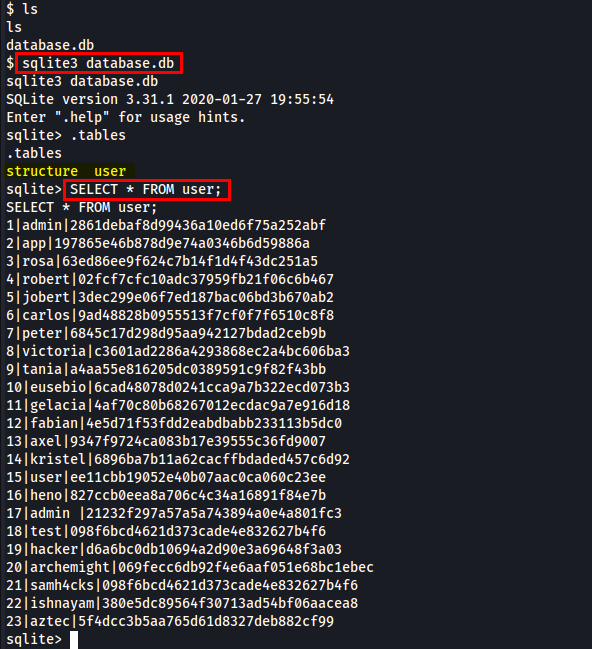 $ ls
ls
database.db
$ sqlite3 database.db
sqlite3 database.db
SQLite version 3.31.1 2020-01-27 19:55:54
Enter ".help" for usage hints.
sqlite> .tables
.tables
structure  user
sqlite> SELECT * FROM user;
SELECT * FROM user;
1|admin|2861debaf8d99436a10ed6f75a252abf
2|app|197865e46b878d9e74a0346b6d59886a
3|rosa|63ed86ee9f624c7b14f1d4f43dc251a5
4|robert|02fcf7cfc10adc37959fb21f06c6b467
5|jobert|3dec299e06f7ed187bac06bd3b670ab2
6|carlos|9ad48828b0955513f7cf0f7f6510c8f8
7|peter|6845c17d298d95aa942127bdad2ceb9b
8|victoria|c3601ad2286a4293868ec2a4bc606ba3
9|tania|a4aa55e816205dc0389591c9f82f43bb
10|eusebio|6cad48078d0241cca9a7b322ecd073b3
11|gelacia|4af70c80b68267012ecdac9a7e916d18
12|fabian|4e5d71f53fdd2eabdbabb233113b5dc0
13|axel|9347f9724ca083b17e39555c36fd9007
14|kristel|6896ba7b11a62cacffbdaded457c6d92
15|user|ee11cbb19052e40b07aac0ca060c23ee
16|heno|827ccb0eea8a706c4c34a16891f84e7b
17|admin |21232f297a57a5a743894a0e4a801fc3
18|test|098f6bcd4621d373cade4e832627b4f6
19|hacker|d6a6bc0db10694a2d90e3a69648f3a03
20|archemight|069fecc6db92f4e6aaf051e68bc1ebec
21|samh4cks|098f6bcd4621d373cade4e832627b4f6
22|ishnayam|380e5dc89564f30713ad54bf06aacea8
23|aztec|5f4dcc3b5aa765d61d8327deb882cf99
sqlite>